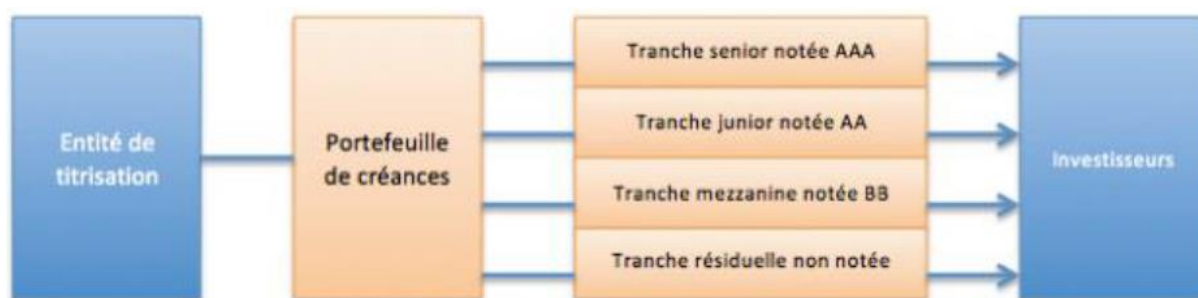 Entité de
titrisation
Portefeuille
de créances
Tranche senior notée AAA
Tranche junior notée AA
Tranche mezzanine notée BB
Tranche résiduelle non notée
Investisseurs